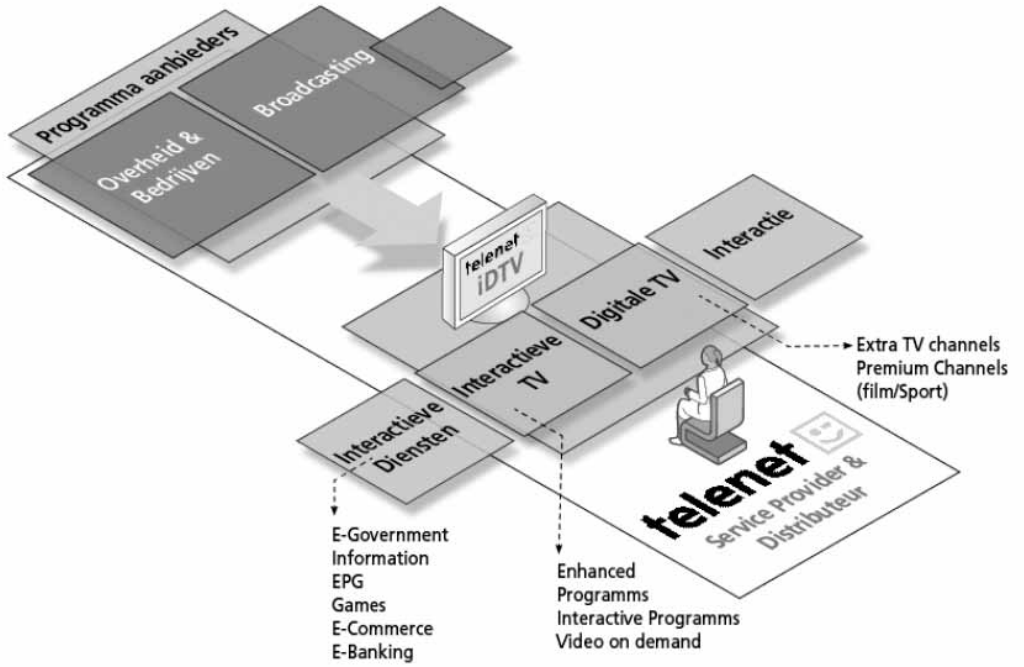 Programma aanbieders
Broadcasting
Overheid &
Bedrijven
telenet
iDTV
Interactie
Digitale TV
Interactieve
TV
Interactieve
Diensten
Extra TV channels
Premium Channels
(film/Sport)
telenet
Service Provider &
Distributeur
E-Government
Information
EPG
Games
E-Commerce
E-Banking
Enhanced
Programms
Interactive Programms
Video on demand